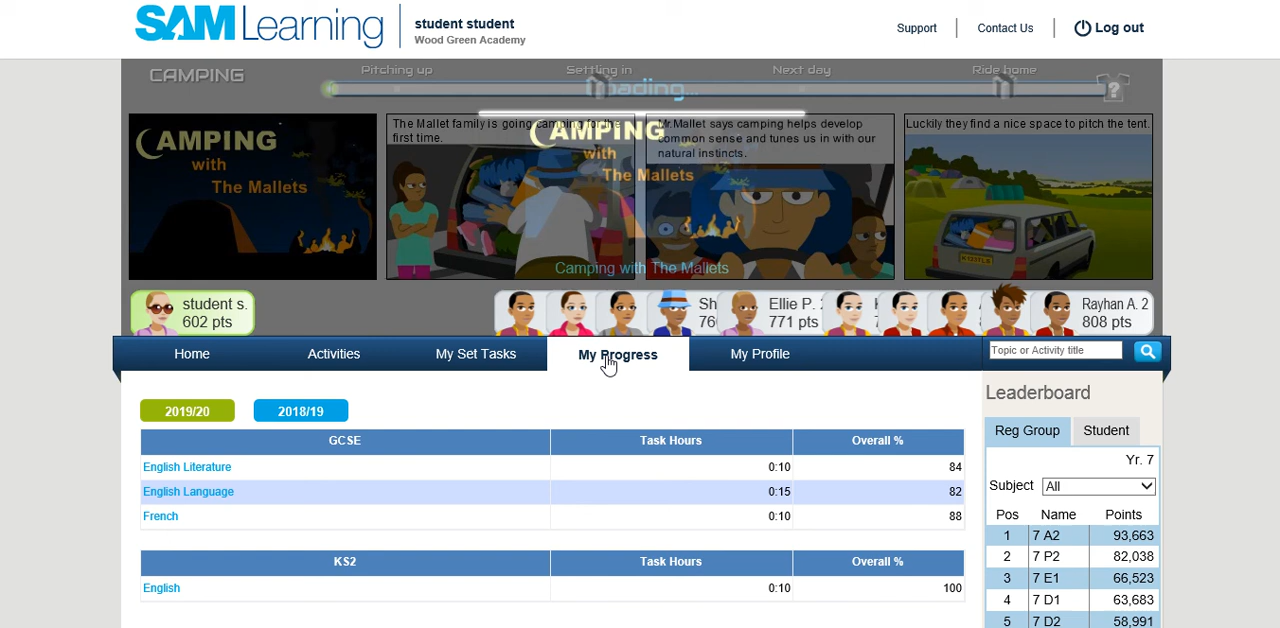 SAM Learning
student student
Wood Green Academy
Support
Contact Us
Log out
CAMPING
Pitching up
Settling in
Next day
Ride home
?
Loading...
CAMPING
with
The Mallets
The Mallet family is going camping for the
first time.
CAMPING
with
The Mallets
Mr.Mallet says camping helps develop
common sense and tunes us in with our
natural instincts.
Luckily they find a nice space to pitch the tent.
Camping with The Mallets
student s.
602 pts
Sh
76
Ellie P. 2
771 pts
Rayhan A. 2
808 pts
Home
Activities
My Set Tasks
My Progress
My Profile
Topic or Activity title
2019/20
2018/19
GCSE Task Hours Overall %
English Literature 0:10 84
English Language 0:15 82
French 0:10 88
KS2 Task Hours Overall %
English 0:10 100
Leaderboard
Reg Group
Student
Yr. 7
Subject All
Pos Name Points
1 7 A2 93,663
2 7 P2 82,038
3 7 E1 66,523
4 7 D1 63,683
5 7 D2 58,991